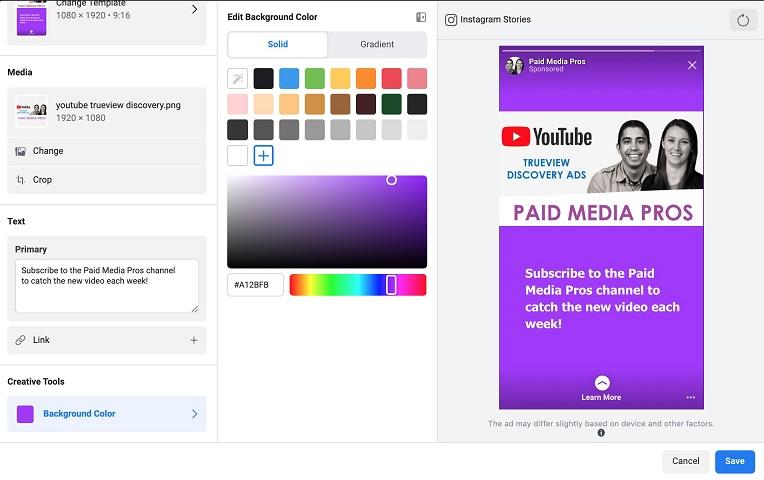 Change Template
1080 × 1920 • 9:16
Media
youtube trueview discovery.png
1920 × 1080
Change
Crop
Text
Primary
Subscribe to the Paid Media Pros channel
to catch the new video each week!
Link
Creative Tools
Background Color
Edit Background Color
Solid
Gradient
#A12BFB
Instagram Stories
Paid Media Pros
Sponsored
YouTube
TRUEVIEW
DISCOVERY ADS
PAID MEDIA PROS
Subscribe to the Paid
Media Pros channel to
catch the new video each
week!
Learn More
The ad may differ slightly based on device and other factors.
Cancel
Save